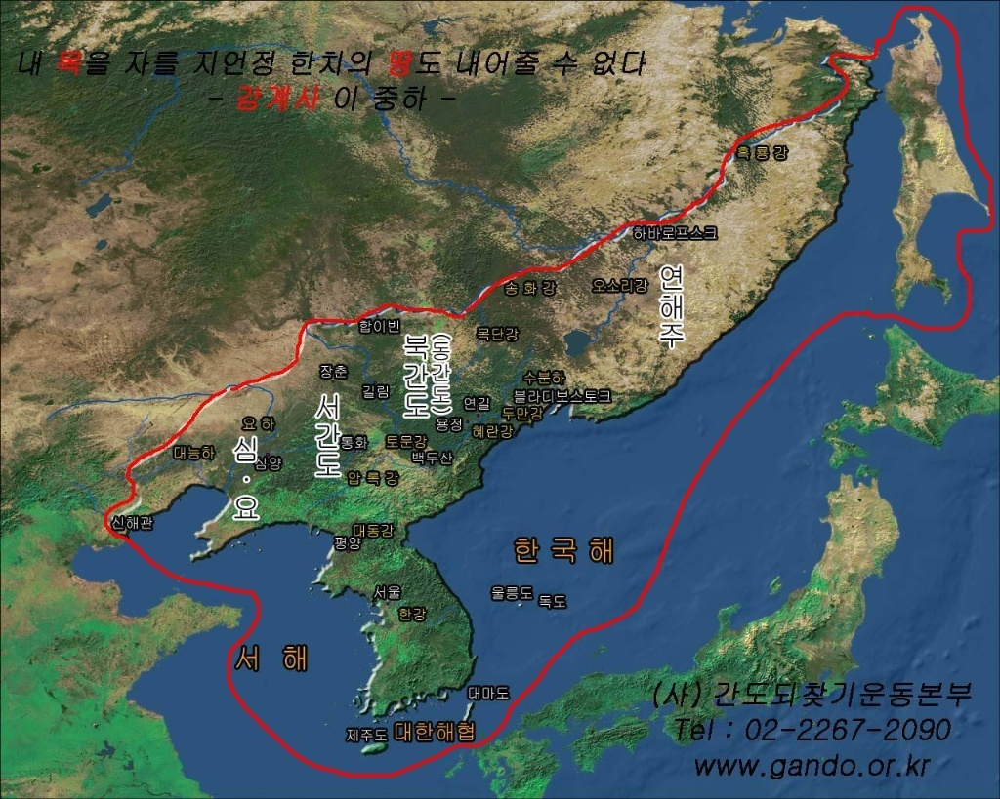 내 목을 자를 지언정 한치의 땅도 내어줄 수 없다
- 감계사 이 중하 -
흑룡강
하바로프스크
연해주
송화강
오소리강
합이빈
목단강
북간도
(동간도)
장춘
길림
수분하
블라디보스토크
연길
두만강
서간도
용정
혜란강
요하
통화
토문강
대능하
심양
백두산
심·요
압록강
신해관
대동강
평양
한국해
서울
울릉도
독도
한강
서 해
대마도
제주도
대한해협
(사) 간도되찾기운동본부
Tel : 02-2267-2090
www.gando.or.kr